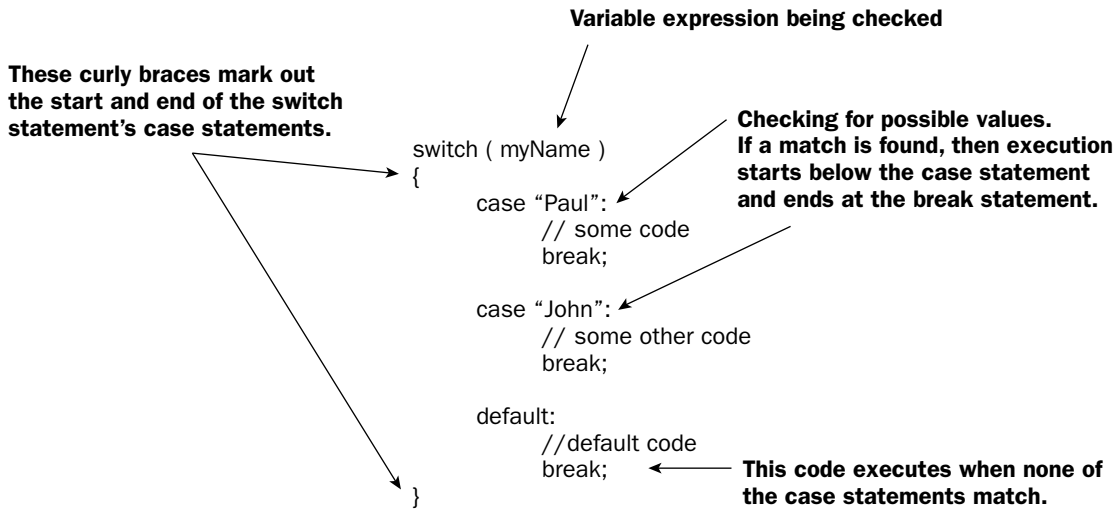 Variable expression being checked
These curly braces mark out
the start and end of the switch
statement’s case statements.
Checking for possible values.
If a match is found, then execution
starts below the case statement
and ends at the break statement.
switch ( myName )
{
case “Paul”:
// some code
break;
case “John”:
// some other code
break;
default:
//default code
break;
This code executes when none of
the case statements match.
}